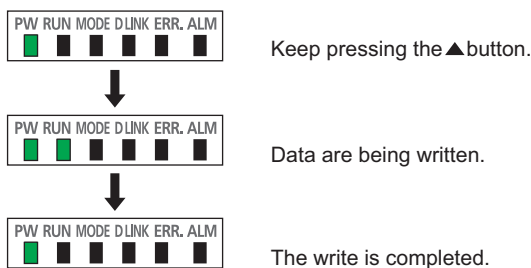 PW RUN MODE D LINK ERR. ALM
Keep pressing the▲button.
PW RUN MODE D LINK ERR. ALM
Data are being written.
PW RUN MODE D LINK ERR. ALM
The write is completed.